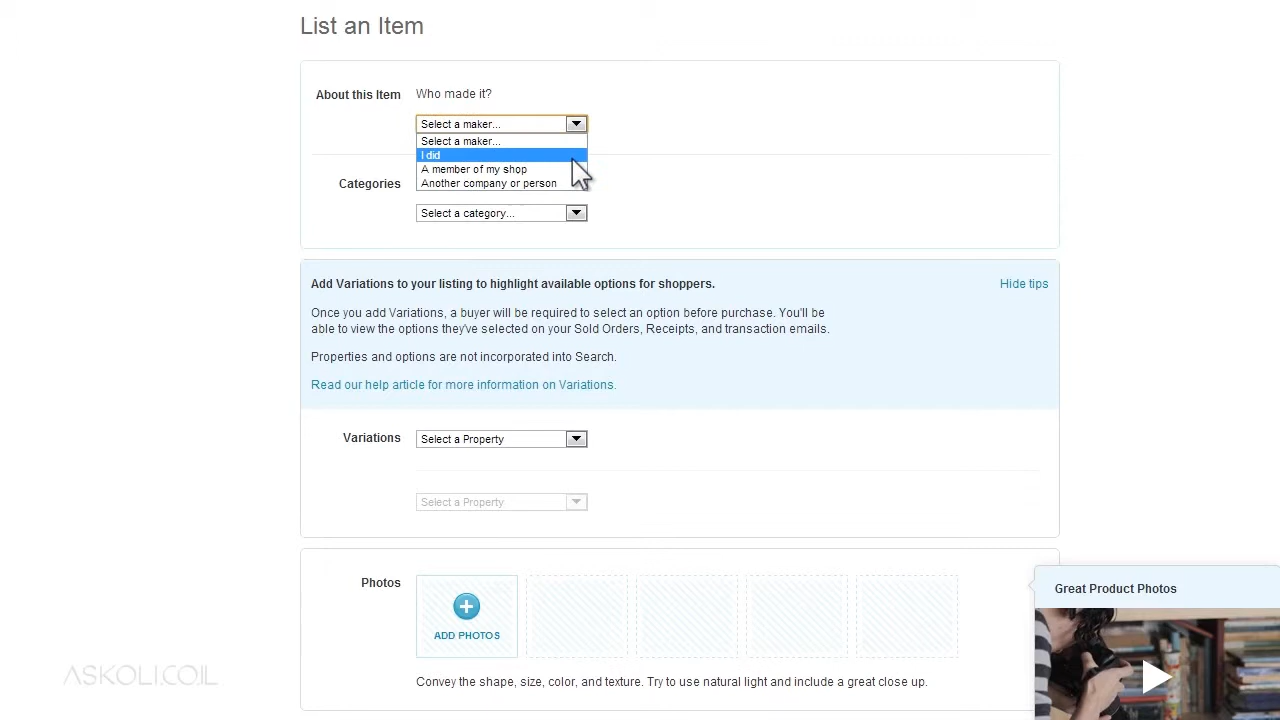 List an Item
About this Item
Who made it?
Select a maker...
Select a maker...
I did
A member of my shop
Another company or person
Categories
Select a category...
Add Variations to your listing to highlight available options for shoppers.
Hide tips
Once you add Variations, a buyer will be required to select an option before purchase. You'll be
able to view the options they've selected on your Sold Orders, Receipts, and transaction emails.
Properties and options are not incorporated into Search.
Read our help article for more information on Variations.
Variations
Select a Property
Select a Property
Photos
ADD PHOTOS
Great Product Photos
Convey the shape, size, color, and texture. Try to use natural light and include a great close up.
ASKOLI.CO.IL